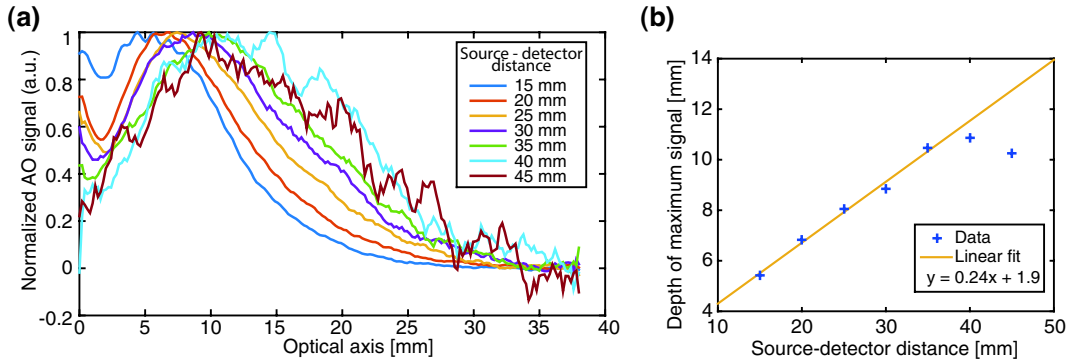 (a)
Normalized AO signal (a.u.)
1
0.8
0.6
0.4
0.2
0
-0.2
0
5
10
15
20
25
30
35
40
Optical axis [mm]
Source - detector
distance
15 mm
20 mm
25 mm
30 mm
35 mm
40 mm
45 mm
(b)
Depth of maximum signal [mm]
14
12
10
8
6
4
10
20
30
40
50
Source-detector distance [mm]
Data
Linear fit
y = 0.24x + 1.9